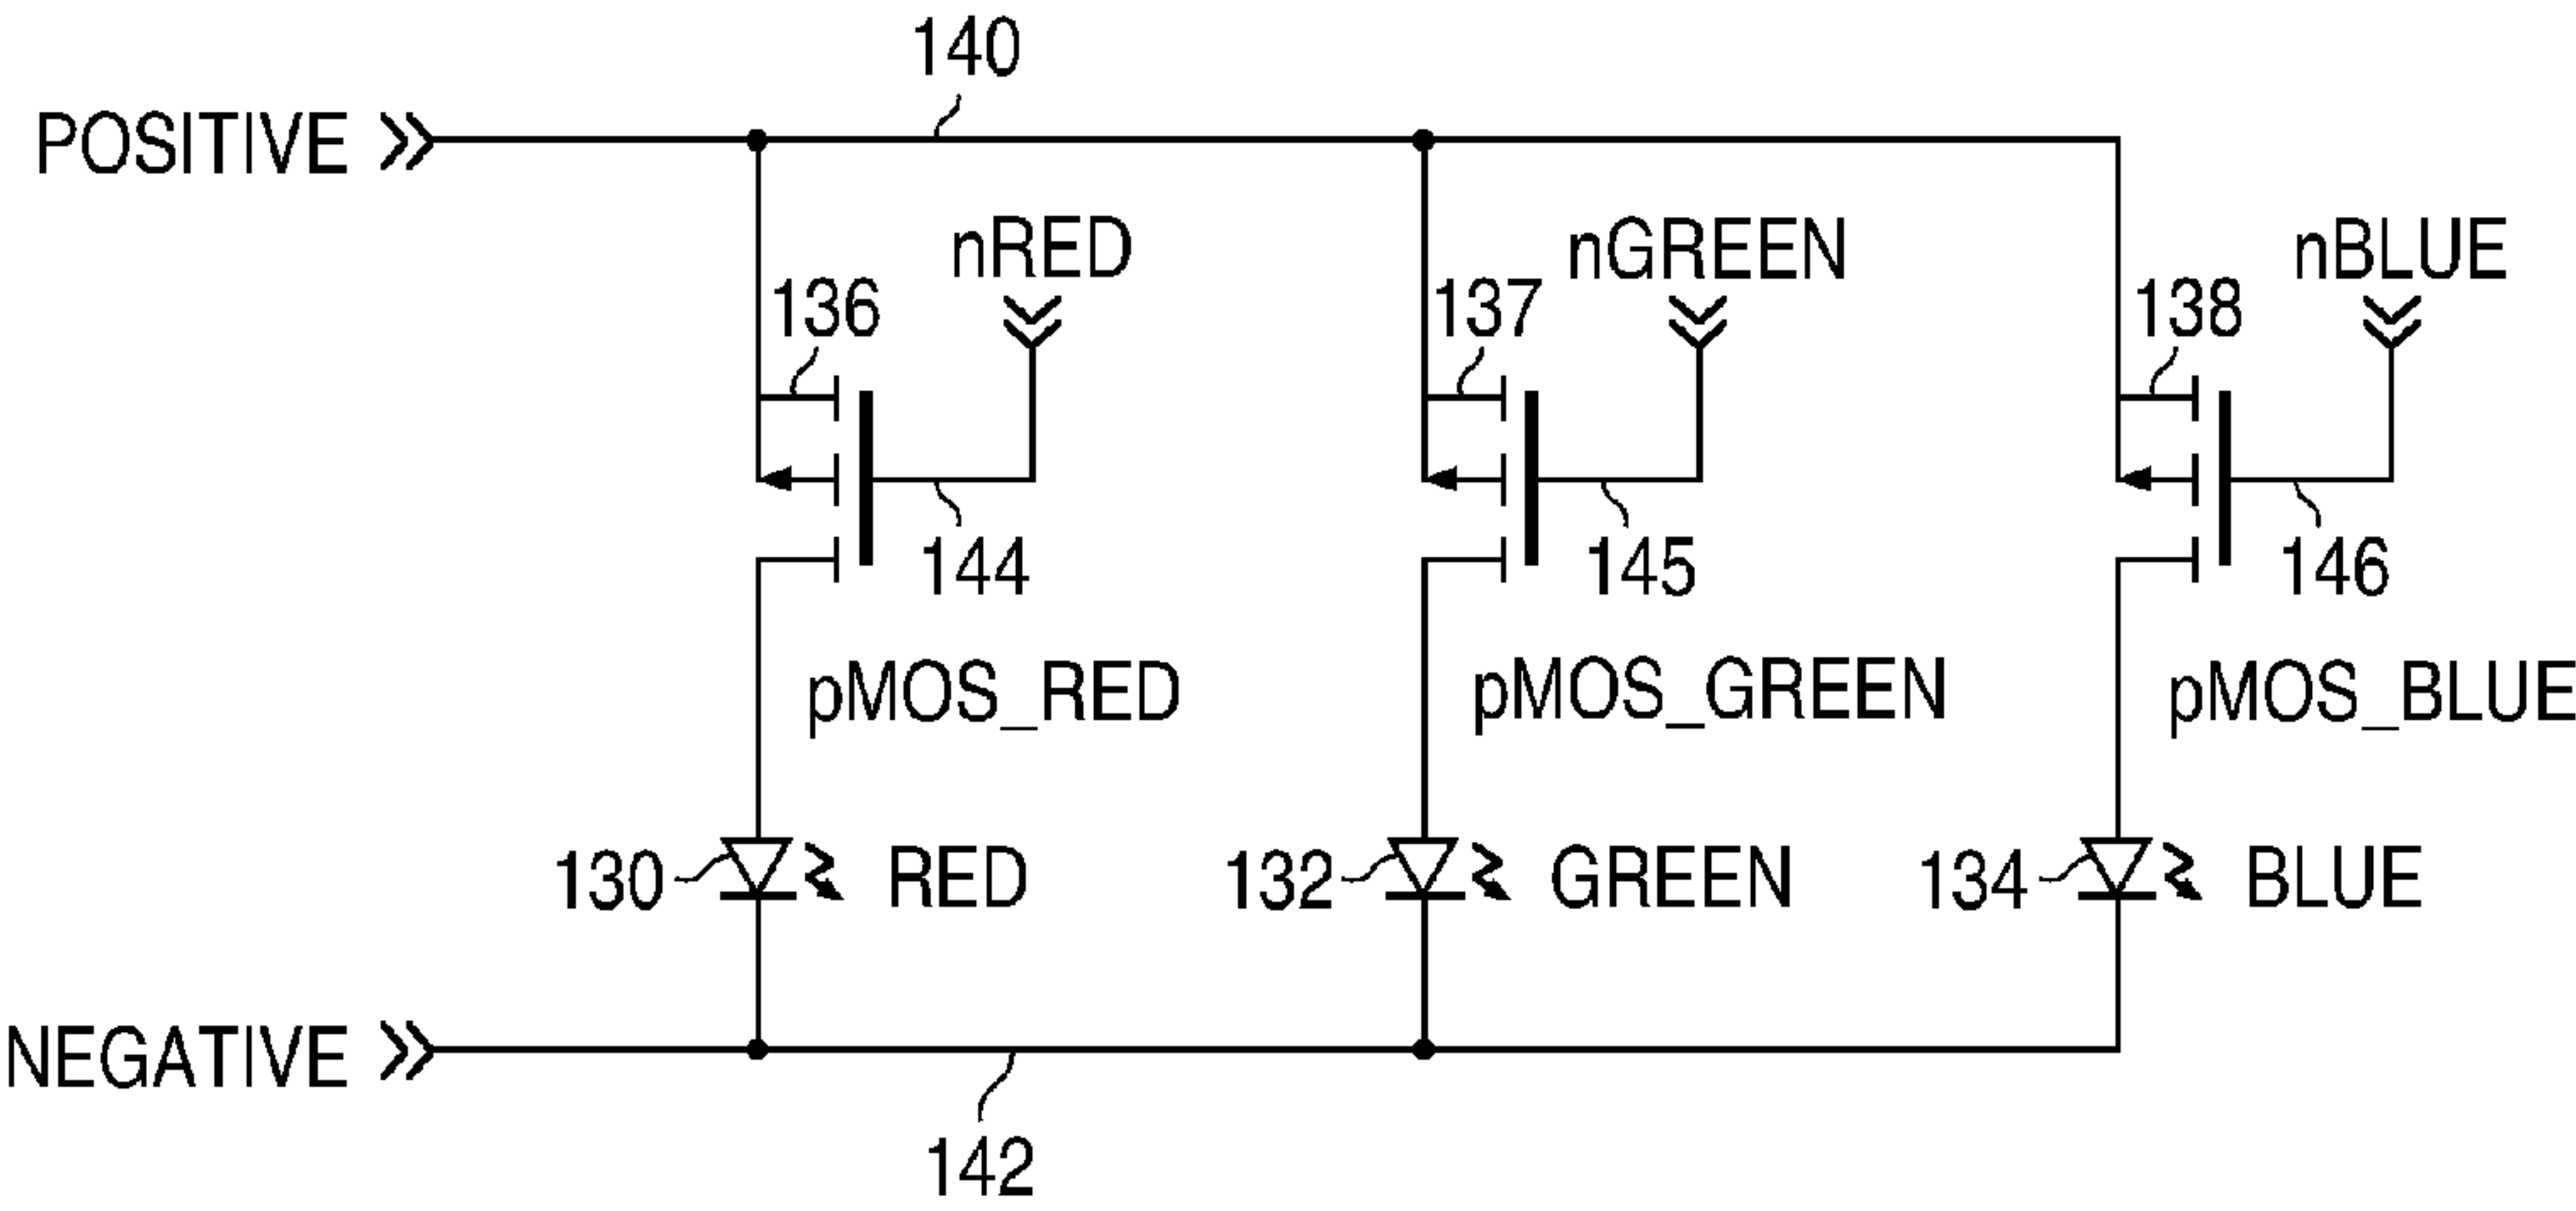 140
POSITIVE
nRED
nGREEN
nBLUE
136
137
138
144
145
146
pMOS_RED
pMOS_GREEN
pMOS_BLUE
130
RED
132
GREEN
134
BLUE
NEGATIVE
142